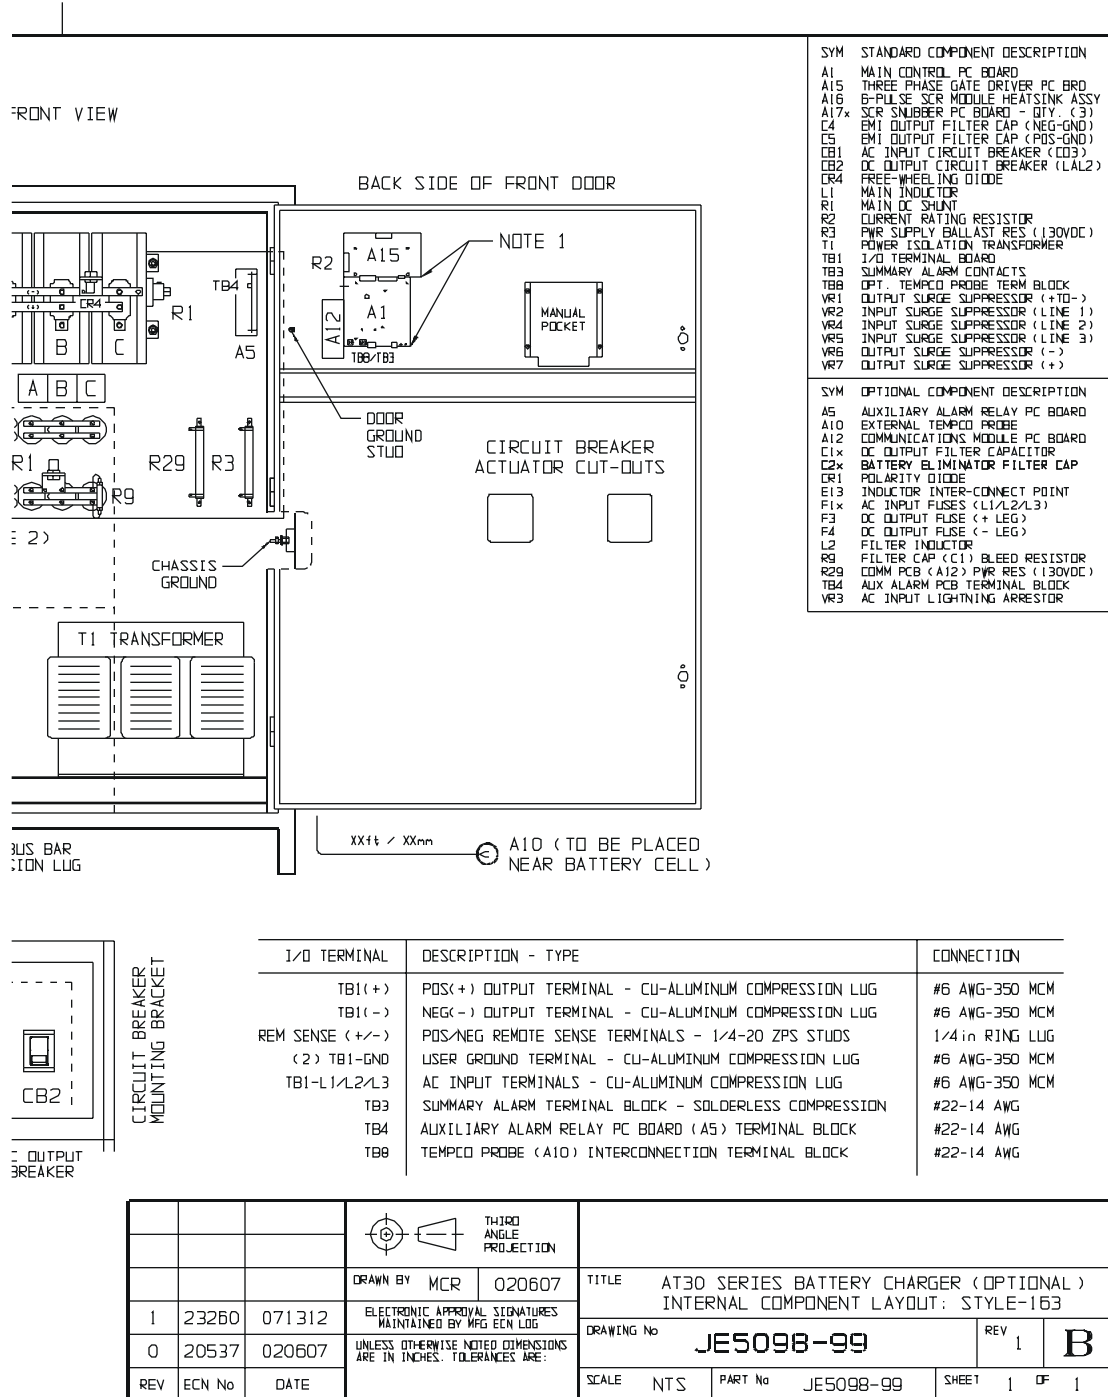 FRONT VIEW
BACK SIDE OF FRONT DOOR
NOTE 1
R2
A15
A1
A12
TB8/TB3
MANUAL
POCKET
TB4
A5
R1
CR4
(-)
(+)
B
C
A B C
R1
R9
R29
R3
DOOR
GROUND
STUD
CIRCUIT BREAKER
ACTUATOR CUT-OUTS
2)
CHASSIS
GROUND
T1 TRANSFORMER
BUS BAR
LUG
XXft / XXmm
A10 (TO BE PLACED
NEAR BATTERY CELL)
SYM STANDARD COMPONENT DESCRIPTION
A1 MAIN CONTROL PC BOARD
A15 THREE PHASE GATE DRIVER PC BRD
A16 6-PULSE SCR MODULE HEATSINK ASSY
A17x SCR SNUBBER PC BOARD - QTY. (3)
C4 EMI OUTPUT FILTER CAP (NEG-GND)
C5 EMI OUTPUT FILTER CAP (POS-GND)
CB1 AC INPUT CIRCUIT BREAKER (CD3)
CB2 DC OUTPUT CIRCUIT BREAKER (LAL2)
CR4 FREE-WHEELING DIODE
L1 MAIN INDUCTOR
R1 MAIN DC SHUNT
R2 CURRENT RATING RESISTOR
R3 PWR SUPPLY BALLAST RES (130VDC)
T1 POWER ISOLATION TRANSFORMER
TB1 I/O TERMINAL BOARD
TB3 SUMMARY ALARM CONTACTS
TB8 OPT. TEMPCO PROBE TERM BLOCK
VR1 OUTPUT SURGE SUPPRESSOR (+TO-)
VR2 INPUT SURGE SUPPRESSOR (LINE 1)
VR4 INPUT SURGE SUPPRESSOR (LINE 2)
VR5 INPUT SURGE SUPPRESSOR (LINE 3)
VR6 OUTPUT SURGE SUPPRESSOR (-)
VR7 OUTPUT SURGE SUPPRESSOR (+)
SYM OPTIONAL COMPONENT DESCRIPTION
A5 AUXILIARY ALARM RELAY PC BOARD
A10 EXTERNAL TEMPCO PROBE
A12 COMMUNICATIONS MODULE PC BOARD
C1x DC OUTPUT FILTER CAPACITOR
C2x BATTERY ELIMINATOR FILTER CAP
CR1 POLARITY DIODE
E13 INDUCTOR INTER-CONNECT POINT
F1x AC INPUT FUSES (L1/L2/L3)
F3 DC OUTPUT FUSE (+ LEG)
F4 DC OUTPUT FUSE (- LEG)
L2 FILTER INDUCTOR
R9 FILTER CAP (C1) BLEED RESISTOR
R29 COMM PCB (A12) PWR RES (130VDC)
TB4 AUX ALARM PCB TERMINAL BLOCK
VR3 AC INPUT LIGHTNING ARRESTOR
CB2
CIRCUIT BREAKER
MOUNTING BRACKET
OUTPUT
BREAKER
I/O TERMINAL DESCRIPTION - TYPE CONNECTION
TB1(+) POS(+) OUTPUT TERMINAL - CU-ALUMINUM COMPRESSION LUG #6 AWG-350 MCM
TB1(-) NEG(-) OUTPUT TERMINAL - CU-ALUMINUM COMPRESSION LUG #6 AWG-350 MCM
REM SENSE (+/-) POS/NEG REMOTE SENSE TERMINALS - 1/4-20 ZPS STUDS 1/4in RING LUG
(2) TB1-GND USER GROUND TERMINAL - CU-ALUMINUM COMPRESSION LUG #6 AWG-350 MCM
TB1-L1/L2/L3 AC INPUT TERMINALS - CU-ALUMINUM COMPRESSION LUG #6 AWG-350 MCM
TB3 SUMMARY ALARM TERMINAL BLOCK - SOLDERLESS COMPRESSION #22-14 AWG
TB4 AUXILIARY ALARM RELAY PC BOARD (A5) TERMINAL BLOCK #22-14 AWG
TB8 TEMPCO PROBE (A10) INTERCONNECTION TERMINAL BLOCK #22-14 AWG
THIRD
ANGLE
PROJECTION
DRAWN BY MCR 020607
ELECTRONIC APPROVAL SIGNATURES
MAINTAINED BY MFG ECN LOG
UNLESS OTHERWISE NOTED DIMENSIONS
ARE IN INCHES. TOLERANCES ARE:
1 23260 071312
0 20537 020607
REV ECN No DATE
TITLE AT30 SERIES BATTERY CHARGER (OPTIONAL)
INTERNAL COMPONENT LAYOUT: STYLE-163
DRAWING No JE5098-99 REV 1 B
SCALE NTS PART No JE5098-99 SHEET 1 OF 1